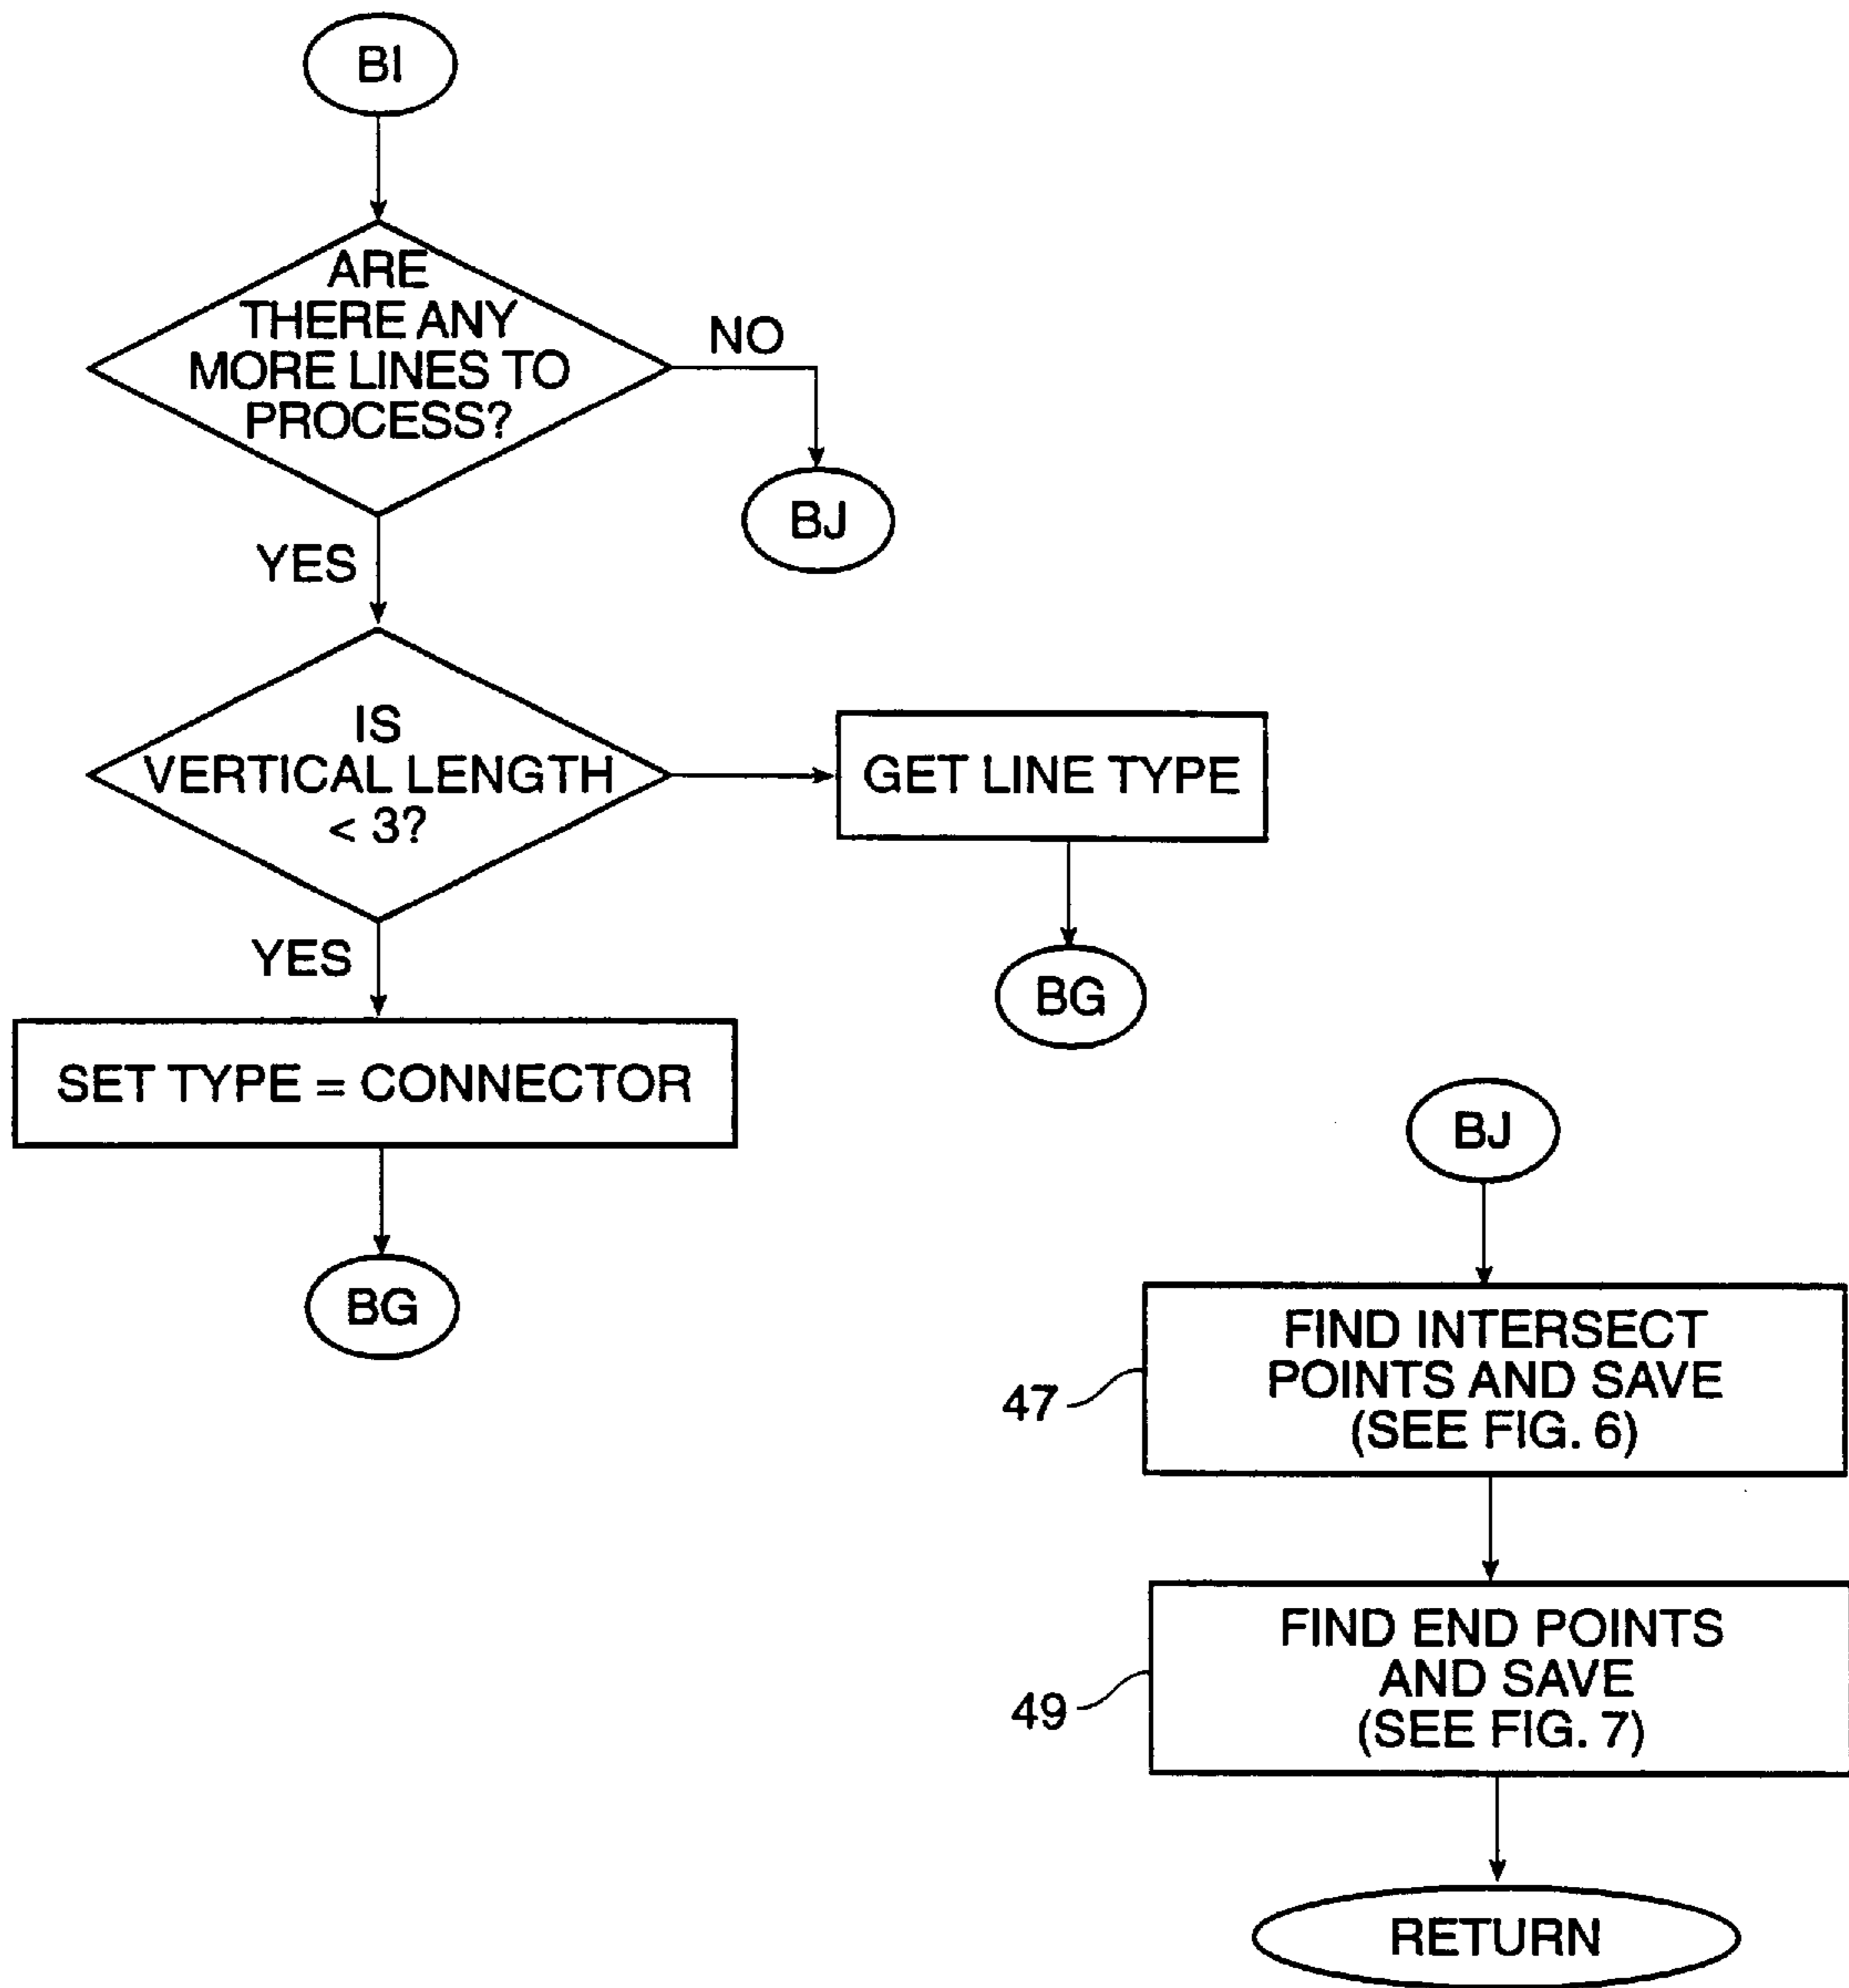 BI
ARE
THERE ANY
MORE LINES TO
PROCESS?
NO
BJ
YES
IS
VERTICAL LENGTH
< 3?
GET LINE TYPE
BG
YES
SET TYPE = CONNECTOR
BG
BJ
FIND INTERSECT
POINTS AND SAVE
(SEE FIG. 6)
47
FIND END POINTS
AND SAVE
(SEE FIG. 7)
49
RETURN